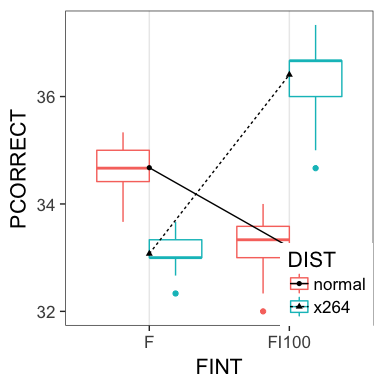 PCORRECT
36
34
32
DIST
normal
x264
F
FI100
FINT